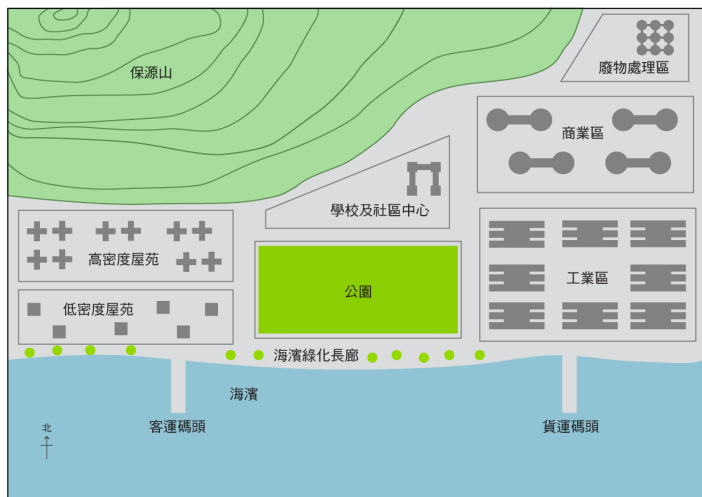 保源山
廢物處理區
商業區
學校及社區中心
高密度屋苑
工業區
公園
低密度屋苑
海濱綠化長廊
海濱
北
客運碼頭
貨運碼頭